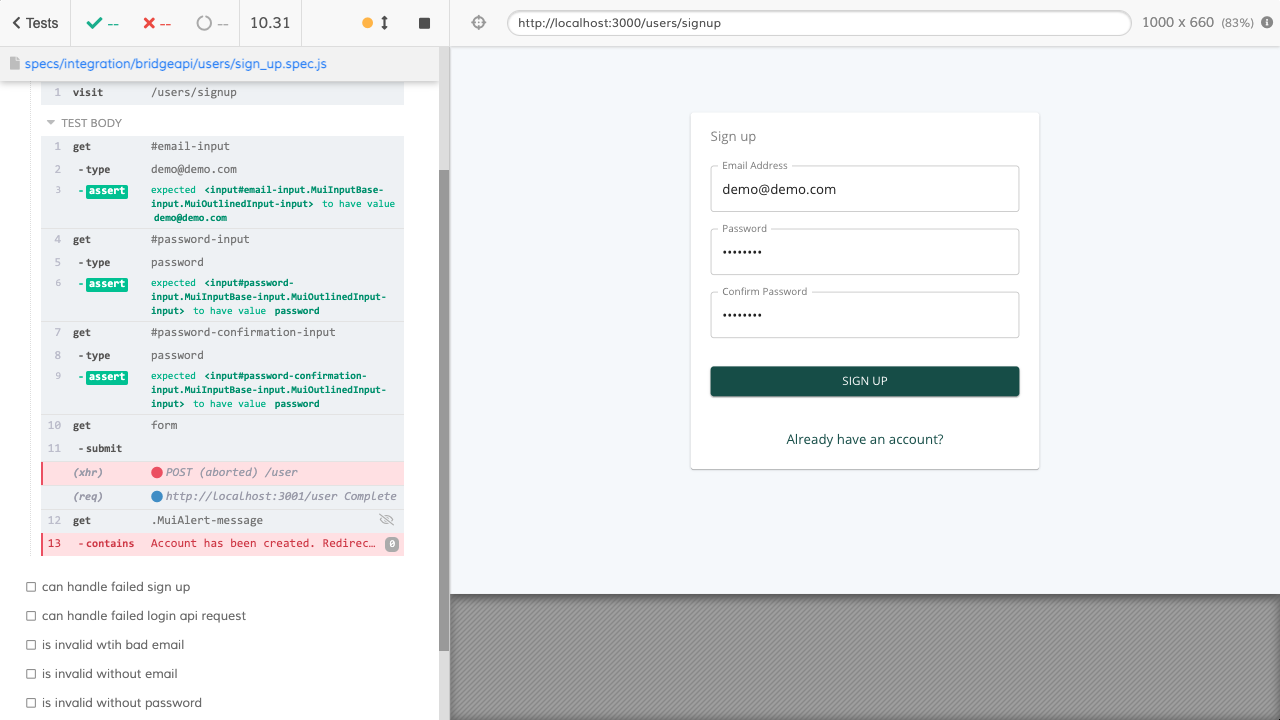 Tests
--
--
--
10.31
http://localhost:3000/users/signup
1000 x 660 (83%)
specs/integration/bridgeapi/users/sign_up.spec.js
1 visit /users/signup
TEST BODY
1 get #email-input
2 - type demo@demo.com
3 - assert expected <input#email-input.MuiInputBase-
input.MuiOutlinedInput-input> to have value
demo@demo.com
4 get #password-input
5 - type password
6 - assert expected <input#password-
input.MuiInputBase-input.MuiOutlinedInput-
input> to have value password
7 get #password-confirmation-input
8 - type password
9 - assert expected <input#password-confirmation-
input.MuiInputBase-input.MuiOutlinedInput-
input> to have value password
10 get form
11 - submit
(xhr) POST (aborted) /user
(req) http://localhost:3001/user Complete
12 get .MuiAlert-message
13 - contains Account has been created. Redirec… 0
can handle failed sign up
can handle failed login api request
is invalid wtih bad email
is invalid without email
is invalid without password
Sign up
Email Address
demo@demo.com
Password
••••••••
Confirm Password
••••••••
SIGN UP
Already have an account?